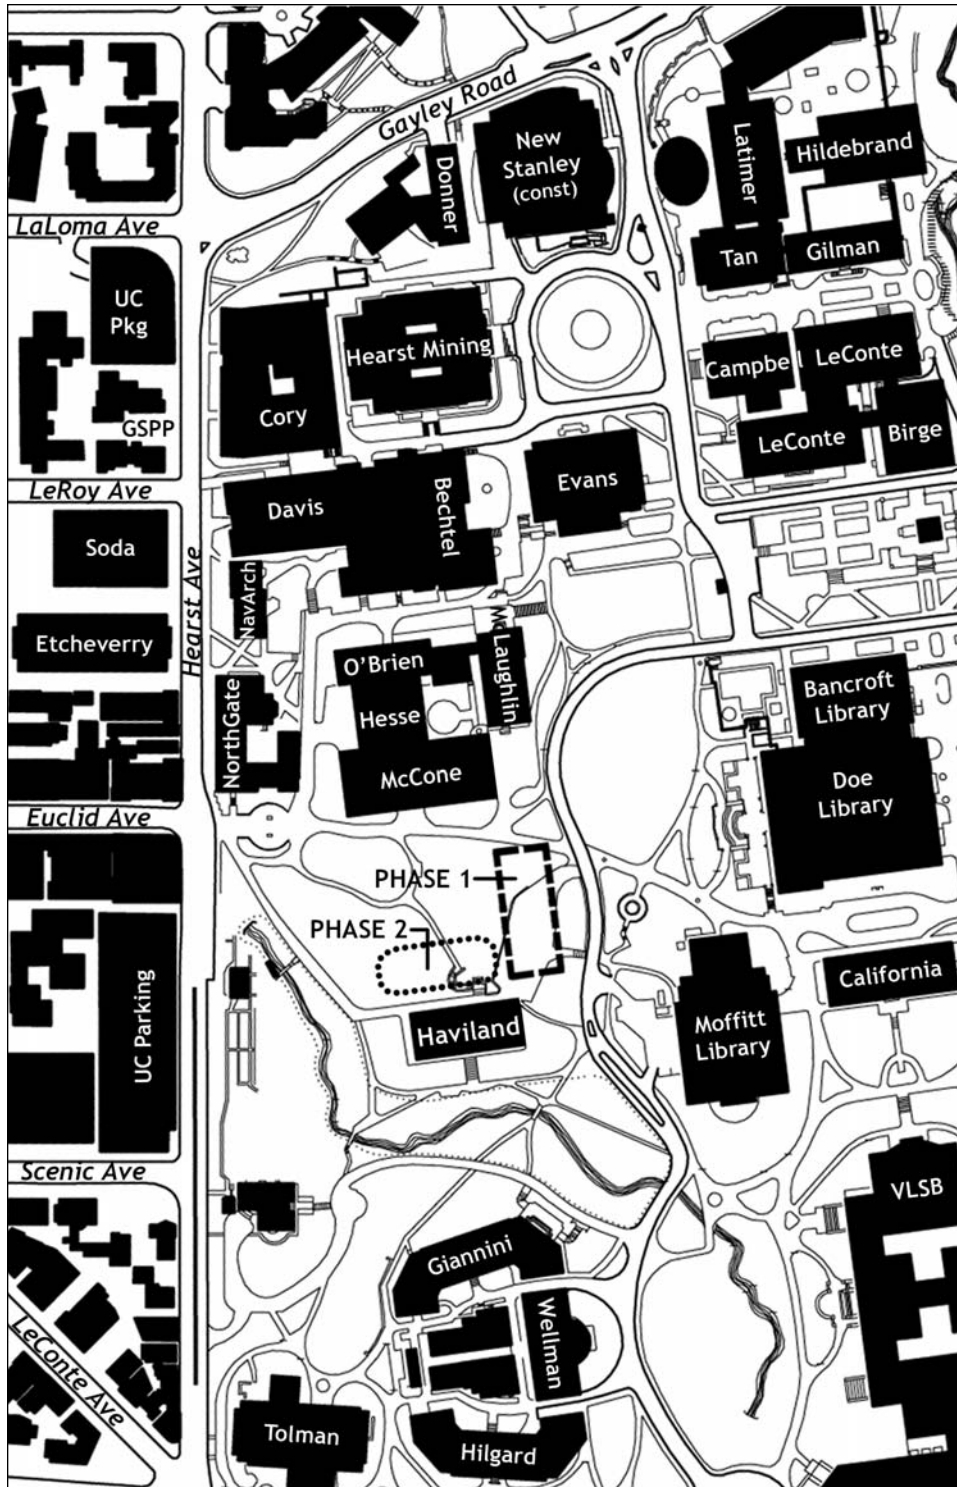 Gayley Road
New
Stanley
(const)
Donner
Latimer
Hildebrand
LaLoma Ave
Tan
Gilman
UC
Pkg
Hearst Mining
Campbel
LeConte
GSPP
Cory
LeConte
Birge
LeRoy Ave
Davis
Bechtel
Evans
Soda
Hearst Ave
NavArch
Etcheverry
O'Brien
McLaughlin
Bancroft
Library
NorthGate
Hesse
McCone
Doe
Library
Euclid Ave
PHASE 1
PHASE 2
California
UC Parking
Haviland
Moffitt
Library
Scenic Ave
VLSB
Giannini
Wellman
LeConte Ave
Tolman
Hilgard